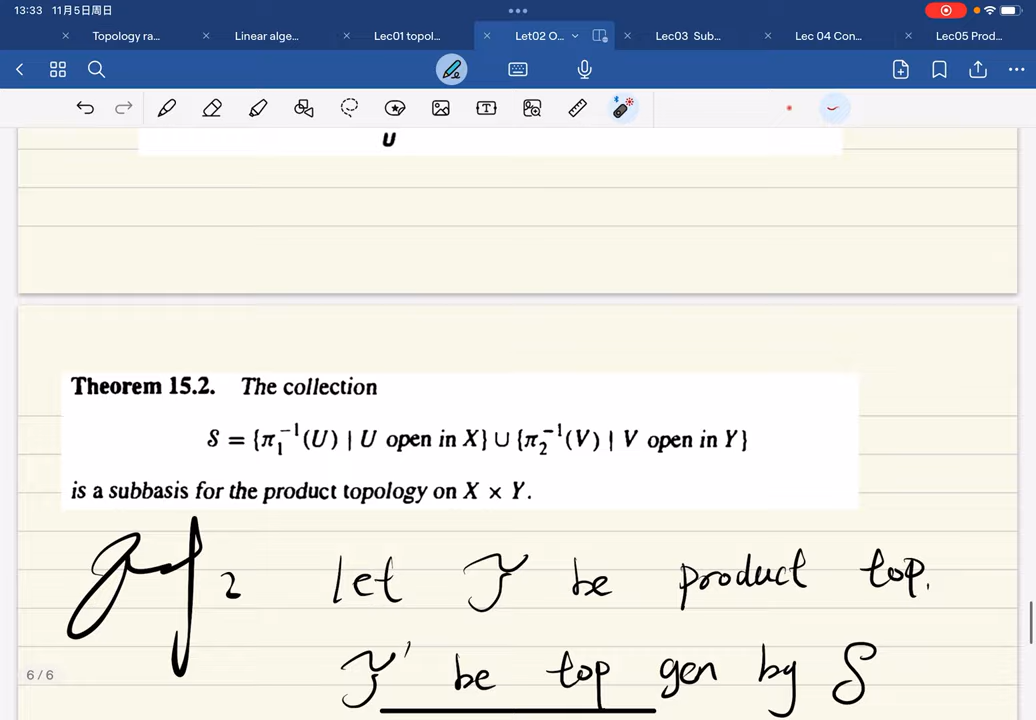 13:33 11月5日周日
Topology ra... Linear alge... Lec01 topol... Let02 O... Lec03 Sub... Lec 04 Con... Lec05 Prod...
U
Theorem 15.2. The collection
S = {π₁⁻¹(U) | U open in X} ∪ {π₂⁻¹(V) | V open in Y}
is a subbasis for the product topology on X × Y.
2 let 𝒯 be product top.
𝒯' be top gen by S
6 / 6